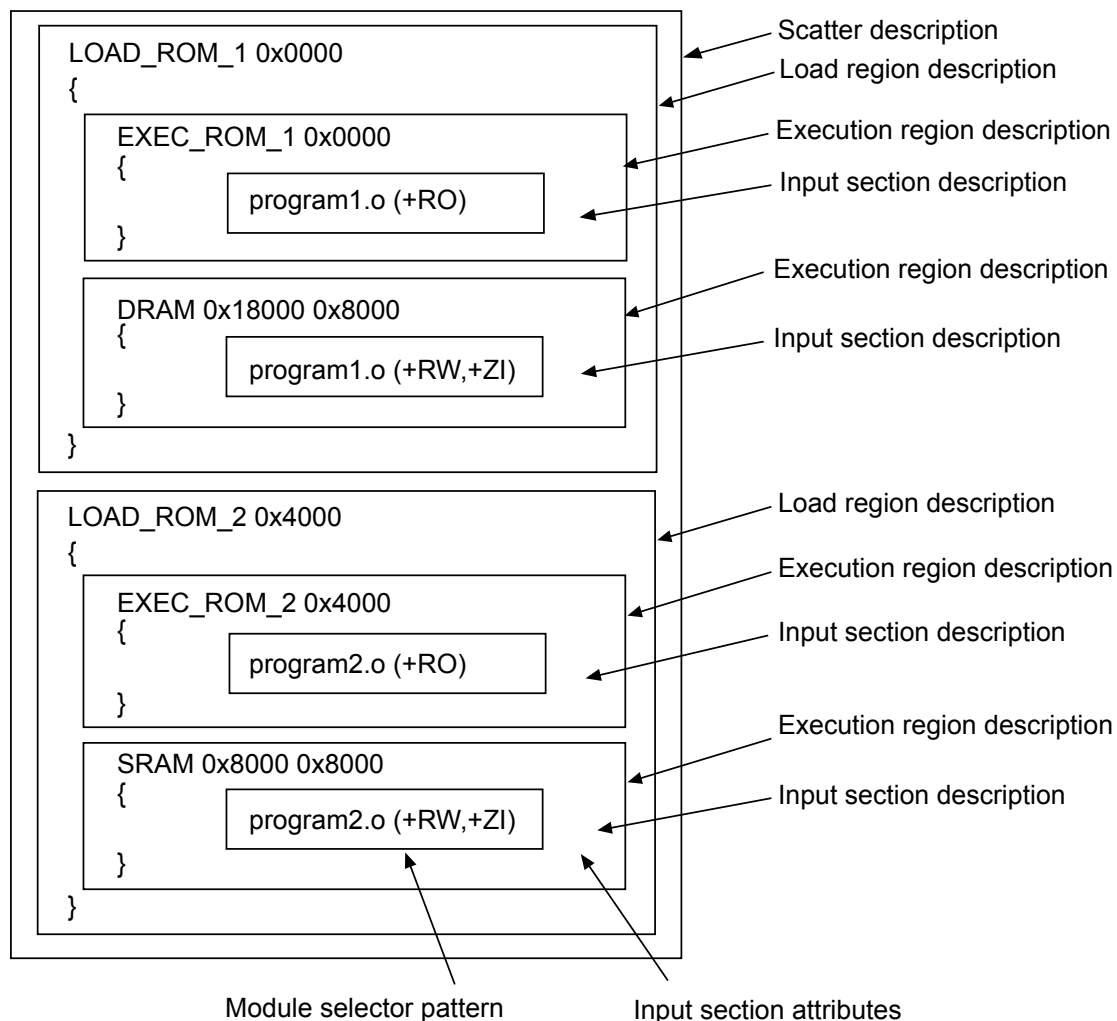 Scatter description
LOAD_ROM_1 0x0000
Load region description
{
EXEC_ROM_1 0x0000
Execution region description
{
program1.o (+RO)
Input section description
}
DRAM 0x18000 0x8000
Execution region description
{
program1.o (+RW,+ZI)
Input section description
}
}
LOAD_ROM_2 0x4000
Load region description
{
EXEC_ROM_2 0x4000
Execution region description
{
program2.o (+RO)
Input section description
}
SRAM 0x8000 0x8000
Execution region description
{
program2.o (+RW,+ZI)
Input section description
}
}
Module selector pattern
Input section attributes